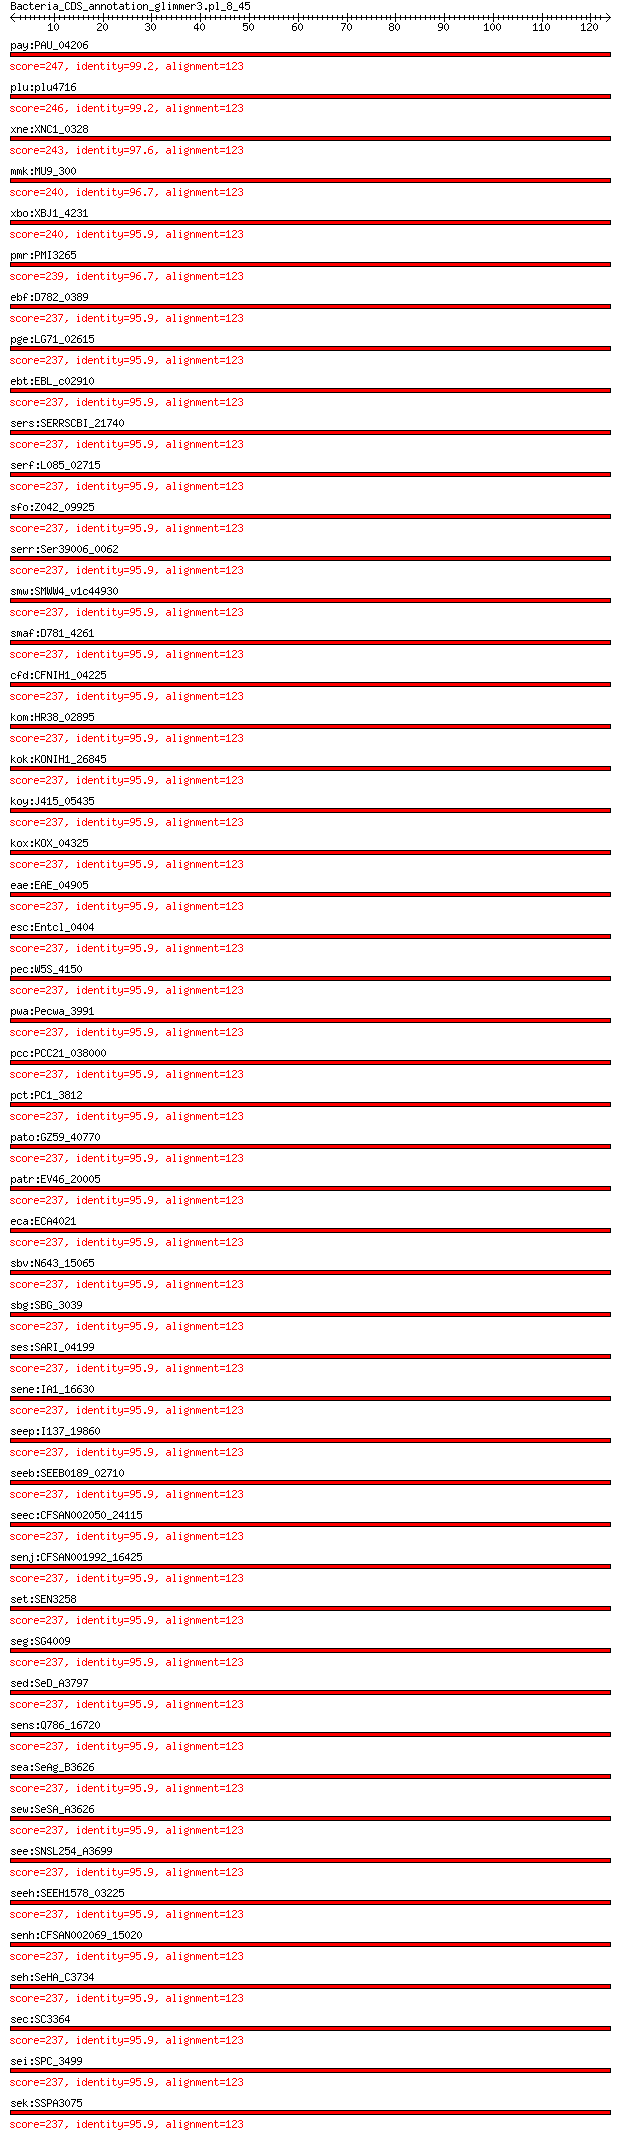 Bacteria_CDS_annotation_glimmer3.pl_8_45
10 20 30 40 50 60 70 80 90 100 110 120
pay:PAU_04206
score=247, identity=99.2, alignment=123
plu:plu4716
score=246, identity=99.2, alignment=123
xne:XNC1_0328
score=243, identity=97.6, alignment=123
mmk:MU9_300
score=240, identity=96.7, alignment=123
xbo:XBJ1_4231
score=240, identity=95.9, alignment=123
pmr:PMI3265
score=239, identity=96.7, alignment=123
ebf:D782_0389
score=237, identity=95.9, alignment=123
pge:LG71_02615
score=237, identity=95.9, alignment=123
ebt:EBL_c02910
score=237, identity=95.9, alignment=123
sers:SERRSCBI_21740
score=237, identity=95.9, alignment=123
serf:L085_02715
score=237, identity=95.9, alignment=123
sfo:Z042_09925
score=237, identity=95.9, alignment=123
serr:Ser39006_0062
score=237, identity=95.9, alignment=123
smw:SMWW4_v1c44930
score=237, identity=95.9, alignment=123
smaf:D781_4261
score=237, identity=95.9, alignment=123
cfd:CFNIH1_04225
score=237, identity=95.9, alignment=123
kom:HR38_02895
score=237, identity=95.9, alignment=123
kok:KONIH1_26845
score=237, identity=95.9, alignment=123
koy:J415_05435
score=237, identity=95.9, alignment=123
kox:KOX_04325
score=237, identity=95.9, alignment=123
eae:EAE_04905
score=237, identity=95.9, alignment=123
esc:Entcl_0404
score=237, identity=95.9, alignment=123
pec:W5S_4150
score=237, identity=95.9, alignment=123
pwa:Pecwa_3991
score=237, identity=95.9, alignment=123
pcc:PCC21_038000
score=237, identity=95.9, alignment=123
pct:PC1_3812
score=237, identity=95.9, alignment=123
pato:GZ59_40770
score=237, identity=95.9, alignment=123
patr:EV46_20005
score=237, identity=95.9, alignment=123
eca:ECA4021
score=237, identity=95.9, alignment=123
sbv:N643_15065
score=237, identity=95.9, alignment=123
sbg:SBG_3039
score=237, identity=95.9, alignment=123
ses:SARI_04199
score=237, identity=95.9, alignment=123
sene:IA1_16630
score=237, identity=95.9, alignment=123
seep:I137_19860
score=237, identity=95.9, alignment=123
seeb:SEEB0189_02710
score=237, identity=95.9, alignment=123
seec:CFSAN002050_24115
score=237, identity=95.9, alignment=123
senj:CFSAN001992_16425
score=237, identity=95.9, alignment=123
set:SEN3258
score=237, identity=95.9, alignment=123
seg:SG4009
score=237, identity=95.9, alignment=123
sed:SeD_A3797
score=237, identity=95.9, alignment=123
sens:Q786_16720
score=237, identity=95.9, alignment=123
sea:SeAg_B3626
score=237, identity=95.9, alignment=123
sew:SeSA_A3626
score=237, identity=95.9, alignment=123
see:SNSL254_A3699
score=237, identity=95.9, alignment=123
seeh:SEEH1578_03225
score=237, identity=95.9, alignment=123
senh:CFSAN002069_15020
score=237, identity=95.9, alignment=123
seh:SeHA_C3734
score=237, identity=95.9, alignment=123
sec:SC3364
score=237, identity=95.9, alignment=123
sei:SPC_3499
score=237, identity=95.9, alignment=123
sek:SSPA3075
score=237, identity=95.9, alignment=123